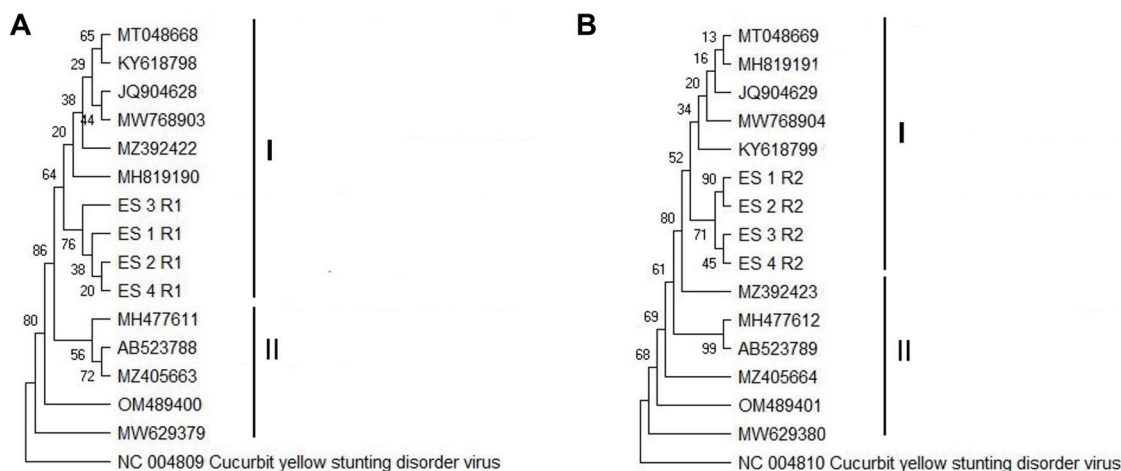 A
65
MT048668
29
KY618798
38
JQ904628
44
MW768903
20
MZ392422
64
MH819190
ES 3 R1
76
ES 1 R1
86
38
ES 2 R1
20
ES 4 R1
I
80
MH477611
56
AB523788
72
MZ405663
II
OM489400
MW629379
NC 004809 Cucurbit yellow stunting disorder virus
B
13
MT048669
16
MH819191
20
JQ904629
34
MW768904
52
KY618799
90
ES 1 R2
ES 2 R2
80
71
ES 3 R2
45
ES 4 R2
I
61
MZ392423
69
MH477612
99
AB523789
68
MZ405664
II
OM489401
MW629380
NC 004810 Cucurbit yellow stunting disorder virus